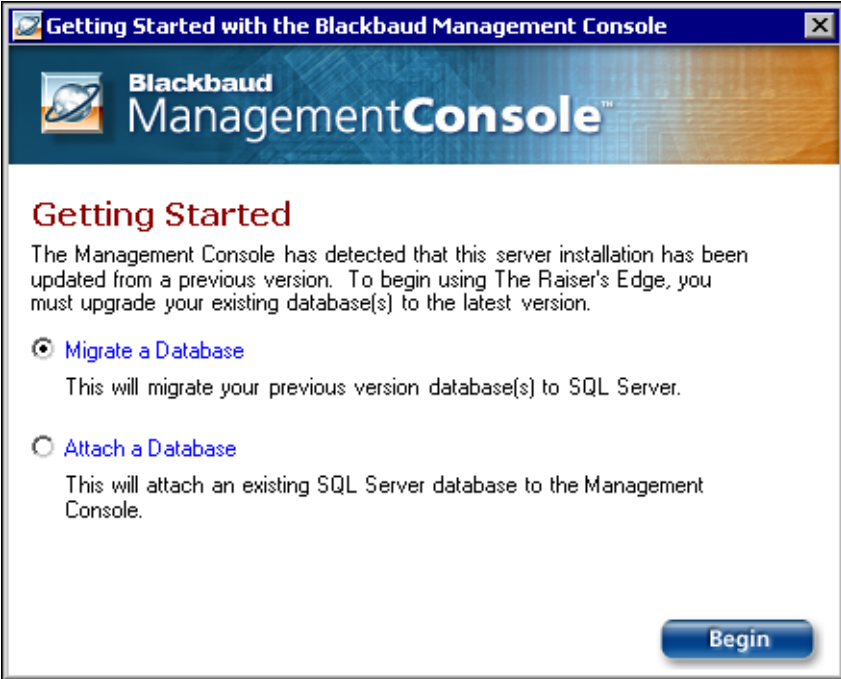 Getting Started with the Blackbaud Management Console
Blackbaud
ManagementConsole™
Getting Started
The Management Console has detected that this server installation has been
updated from a previous version. To begin using The Raiser's Edge, you
must upgrade your existing database(s) to the latest version.
Migrate a Database
This will migrate your previous version database(s) to SQL Server.
Attach a Database
This will attach an existing SQL Server database to the Management
Console.
Begin